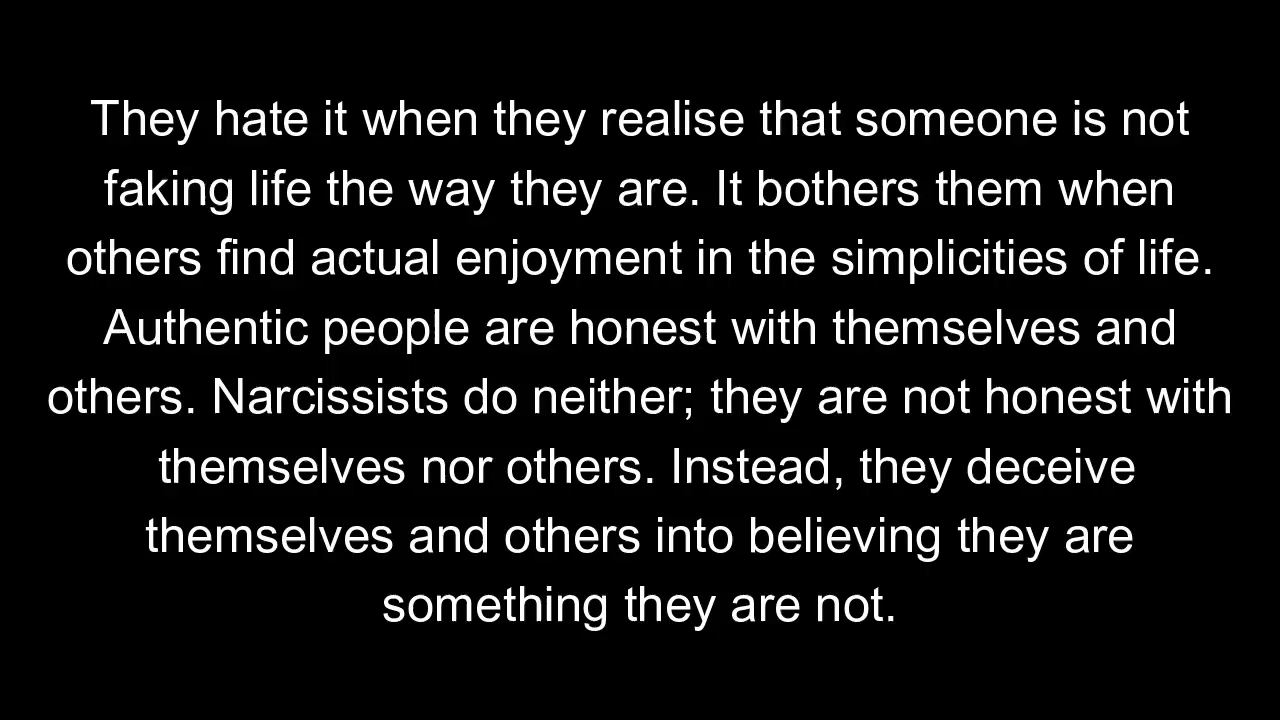 They hate it when they realise that someone is not
faking life the way they are. It bothers them when
others find actual enjoyment in the simplicities of life.
Authentic people are honest with themselves and
others. Narcissists do neither; they are not honest with
themselves nor others. Instead, they deceive
themselves and others into believing they are
something they are not.